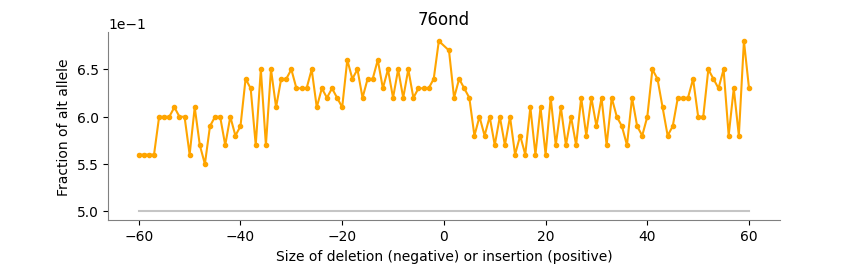 76ond
1e−1
Fraction of alt allele
6.5
6.0
5.5
5.0
−60 −40 −20 0 20 40 60
Size of deletion (negative) or insertion (positive)